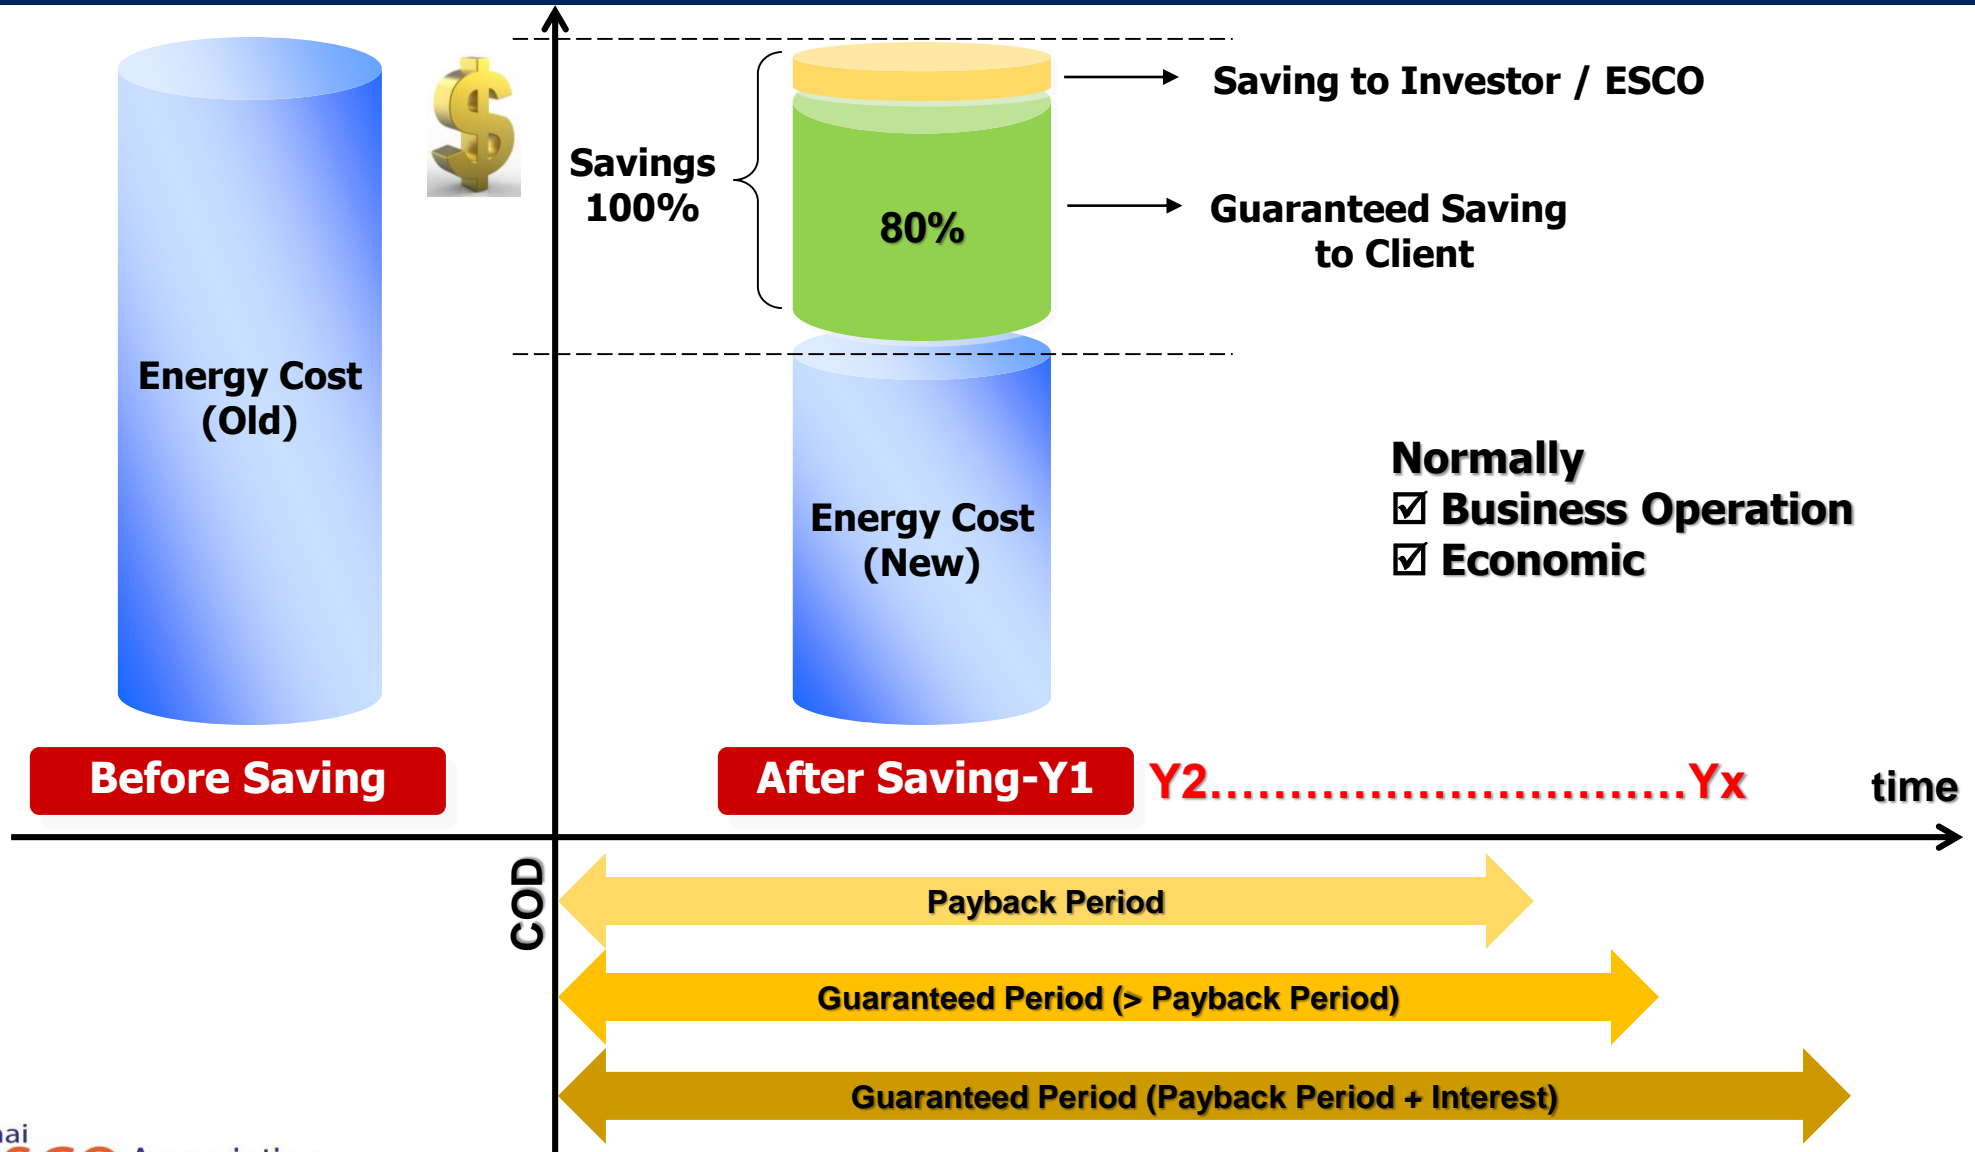 Saving to Investor / ESCO
Savings
100%
80%
Guaranteed Saving
to Client
Energy Cost
(Old)
Energy Cost
(New)
Normally
☑ Business Operation
☑ Economic
Before Saving
After Saving-Y1
Y2..............................Yx
time
COD
Payback Period
Guaranteed Period (> Payback Period)
Guaranteed Period (Payback Period + Interest)